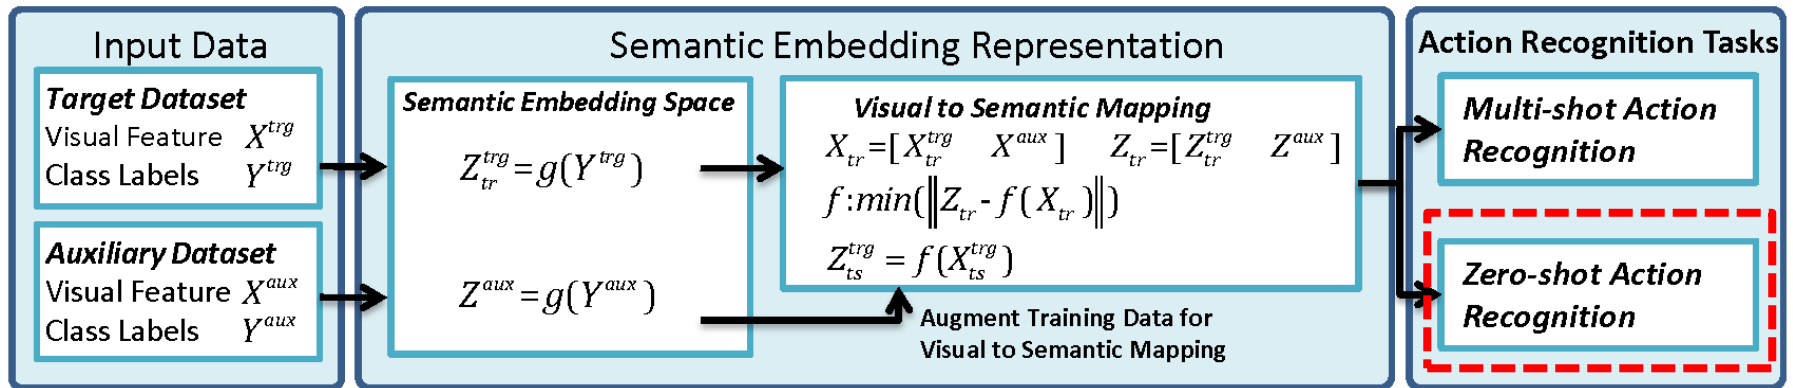 Input Data
Target Dataset
Visual Feature X^trg
Class Labels Y^trg
Auxiliary Dataset
Visual Feature X^aux
Class Labels Y^aux
Semantic Embedding Representation
Semantic Embedding Space
Z_tr^trg=g(Y^trg)
Z^aux=g(Y^aux)
Visual to Semantic Mapping
X_tr=[X_tr^trg X^aux] Z_tr=[Z_tr^trg Z^aux]
f:min(‖Z_tr-f(X_tr)‖)
Z_ts^trg = f(X_ts^trg)
Augment Training Data for
Visual to Semantic Mapping
Action Recognition Tasks
Multi-shot Action
Recognition
Zero-shot Action
Recognition